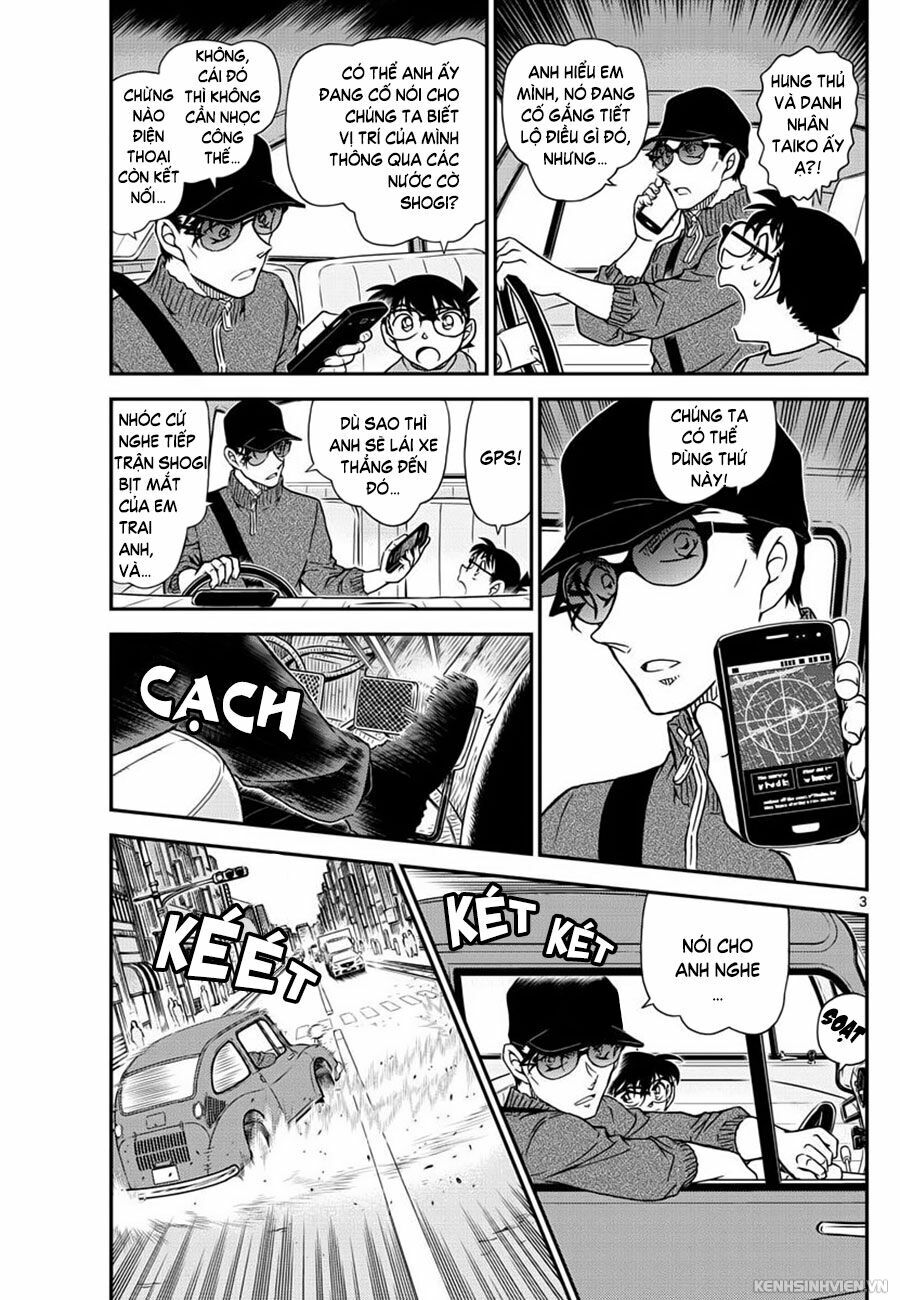 HUNG THỦ
VÀ DANH
NHÂN
TAIKO ẤY
Ạ?!
ANH HIỂU EM
MÌNH, NÓ ĐANG
CỐ GẮNG TIẾT
LỘ ĐIỀU GÌ ĐÓ,
NHƯNG...
CÓ THỂ ANH ẤY
ĐANG CỐ NÓI CHO
CHÚNG TA BIẾT
VỊ TRÍ CỦA MÌNH
THÔNG QUA CÁC
NƯỚC CỜ
SHOGI?
KHÔNG,
CÁI ĐÓ
THÌ KHÔNG
CẦN NHỌC
CÔNG
THẾ...
CHỪNG
NÀO
ĐIỆN
THOẠI
CÒN KẾT
NỐI...
CHÚNG TA
CÓ THỂ
DÙNG THỨ
NÀY!
GPS!
DÙ SAO THÌ
ANH SẼ LÁI XE
THẲNG ĐẾN
ĐÓ...
NHÓC CỨ
NGHE TIẾP
TRẬN SHOGI
BỊT MẮT
CỦA EM
TRAI
ANH,
VÀ...
CẠCH
3
NÓI CHO
ANH NGHE
...
SOẠT
KÉT
KÉT
KÉÉT
KENHSINHVIEN.VN